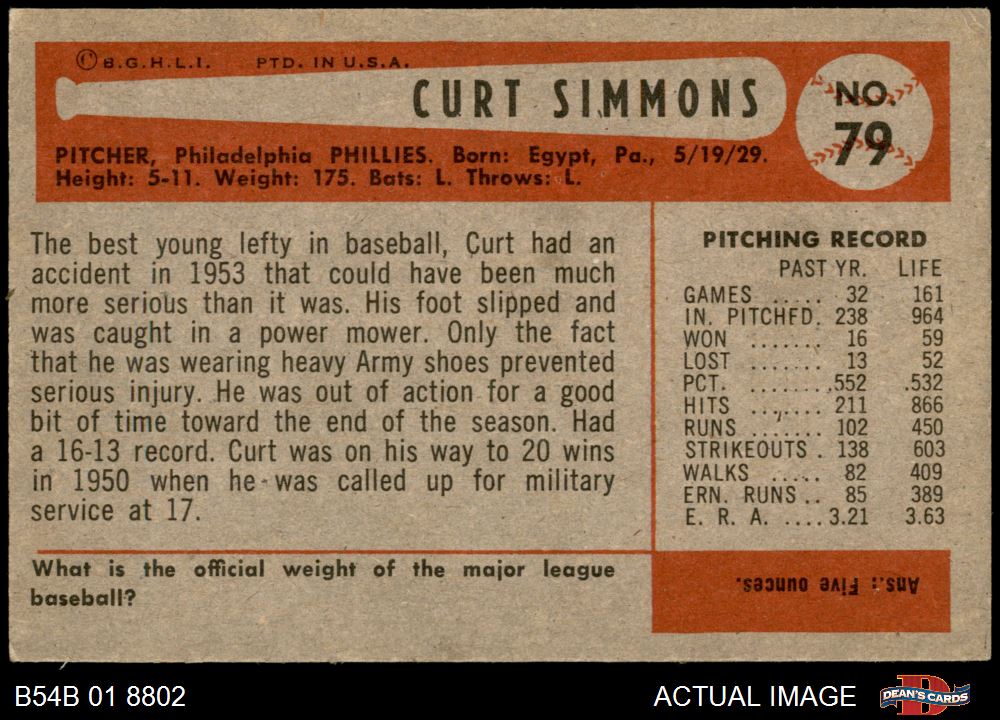 © B.G.H.L.I. PTD. IN U.S.A.
CURT SIMMONS
NO.
79
PITCHER, Philadelphia PHILLIES. Born: Egypt, Pa., 5/19/29.
Height: 5-11. Weight: 175. Bats: L. Throws: L.
The best young lefty in baseball, Curt had an
accident in 1953 that could have been much
more serious than it was. His foot slipped and
was caught in a power mower. Only the fact
that he was wearing heavy Army shoes prevented
serious injury. He was out of action for a good
bit of time toward the end of the season. Had
a 16-13 record. Curt was on his way to 20 wins
in 1950 when he was called up for military
service at 17.
PITCHING RECORD
PAST YR. LIFE
GAMES ..... 32 161
IN. PITCHED. 238 964
WON ....... 16 59
LOST ....... 13 52
PCT. ........ .552 .532
HITS ....... 211 866
RUNS ....... 102 450
STRIKEOUTS . 138 603
WALKS ..... 82 409
ERN. RUNS .. 85 389
E. R. A. .... 3.21 3.63
What is the official weight of the major league
baseball?
Ans.: Five ounces.
B54B 01 8802
ACTUAL IMAGE
D
DEAN'S CARDS